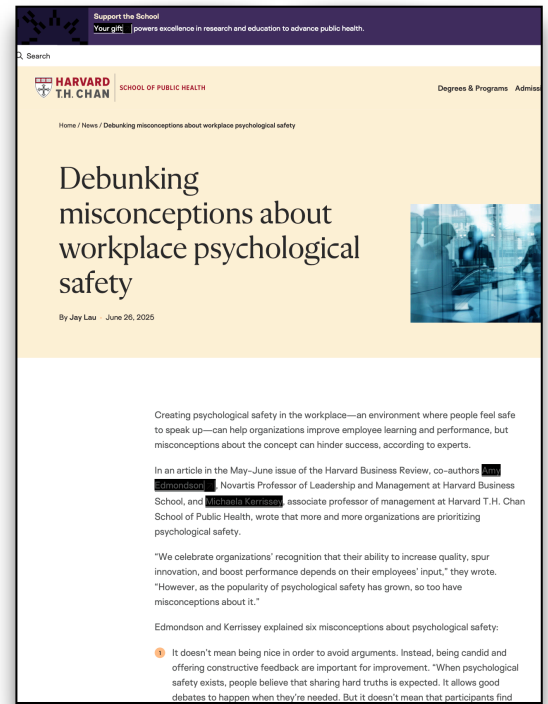 Support the School
Your gift powers excellence in research and education to advance public health.
Search
HARVARD
T.H. CHAN
SCHOOL OF PUBLIC HEALTH
Degrees & Programs Admiss
Home / News / Debunking misconceptions about workplace psychological safety
Debunking
misconceptions about
workplace psychological
safety
By Jay Lau · June 26, 2025
Creating psychological safety in the workplace—an environment where people feel safe
to speak up—can help organizations improve employee learning and performance, but
misconceptions about the concept can hinder success, according to experts.
In an article in the May–June issue of the Harvard Business Review, co-authors Amy
Edmondson, Novartis Professor of Leadership and Management at Harvard Business
School, and Michaela Kerrissey, associate professor of management at Harvard T.H. Chan
School of Public Health, wrote that more and more organizations are prioritizing
psychological safety.
“We celebrate organizations’ recognition that their ability to increase quality, spur
innovation, and boost performance depends on their employees’ input,” they wrote.
“However, as the popularity of psychological safety has grown, so too have
misconceptions about it.”
Edmondson and Kerrissey explained six misconceptions about psychological safety:
1 It doesn’t mean being nice in order to avoid arguments. Instead, being candid and
offering constructive feedback are important for improvement. “When psychological
safety exists, people believe that sharing hard truths is expected. It allows good
debates to happen when they’re needed. But it doesn’t mean that participants find